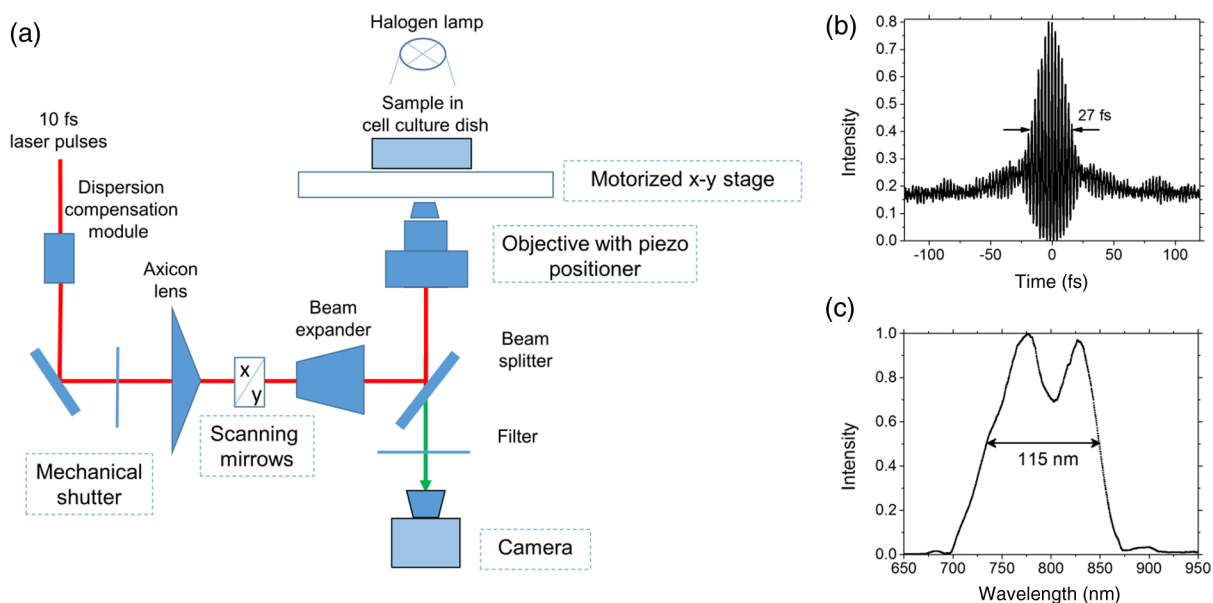 (a)
Halogen lamp
Sample in
cell culture dish
10 fs
laser pulses
Motorized x-y stage
Dispersion
compensation
module
Objective with piezo
positioner
Axicon
lens
Beam
expander
Beam
splitter
x
y
Scanning
mirrows
Filter
Mechanical
shutter
Camera
(b)
0.8
0.7
0.6
0.5
0.4
0.3
0.2
0.1
0.0
Intensity
27 fs
-100
-50
0
50
100
Time (fs)
(c)
1.0
0.8
0.6
0.4
0.2
0.0
Intensity
115 nm
650
700
750
800
850
900
950
Wavelength (nm)